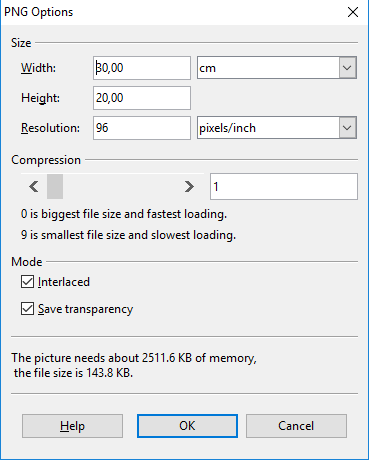 PNG Options
Size
Width: 30,00 cm
Height: 20,00
Resolution: 96 pixels/inch
Compression
1
0 is biggest file size and fastest loading.
9 is smallest file size and slowest loading.
Mode
Interlaced
Save transparency
The picture needs about 2511.6 KB of memory,
the file size is 143.8 KB.
Help OK Cancel